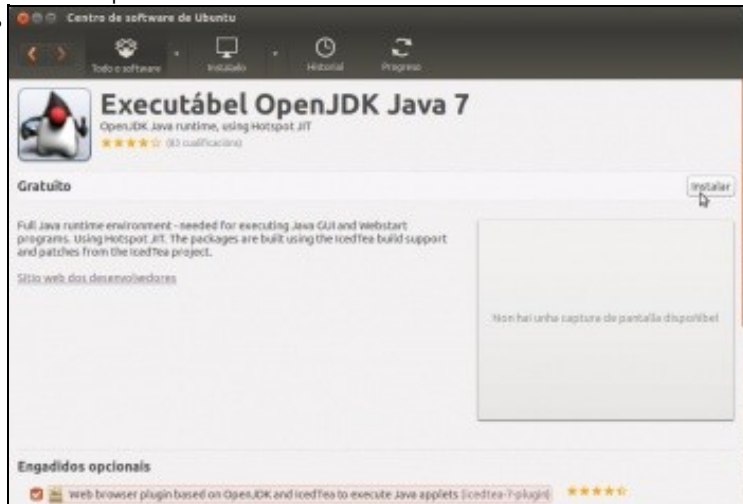 Centro de software de Ubuntu
Todo o software
Instalado
Historial
Progreso
Executábel OpenJDK Java 7
OpenJDK Java runtime, using Hotspot JIT
(83 cualificacións)
Gratuíto
Instalar
Full Java runtime environment - needed for executing Java GUI and Webstart
programs. Using Hotspot JIT. The packages are built using the IcedTea build support
and patches from the IcedTea project.
Sitio web dos desenvolvedores
Non hai unha captura de pantalla dispoñíbel
Engadidos opcionais
Web browser plugin based on OpenJDK and IcedTea to execute Java applets (icedtea-7-plugin)